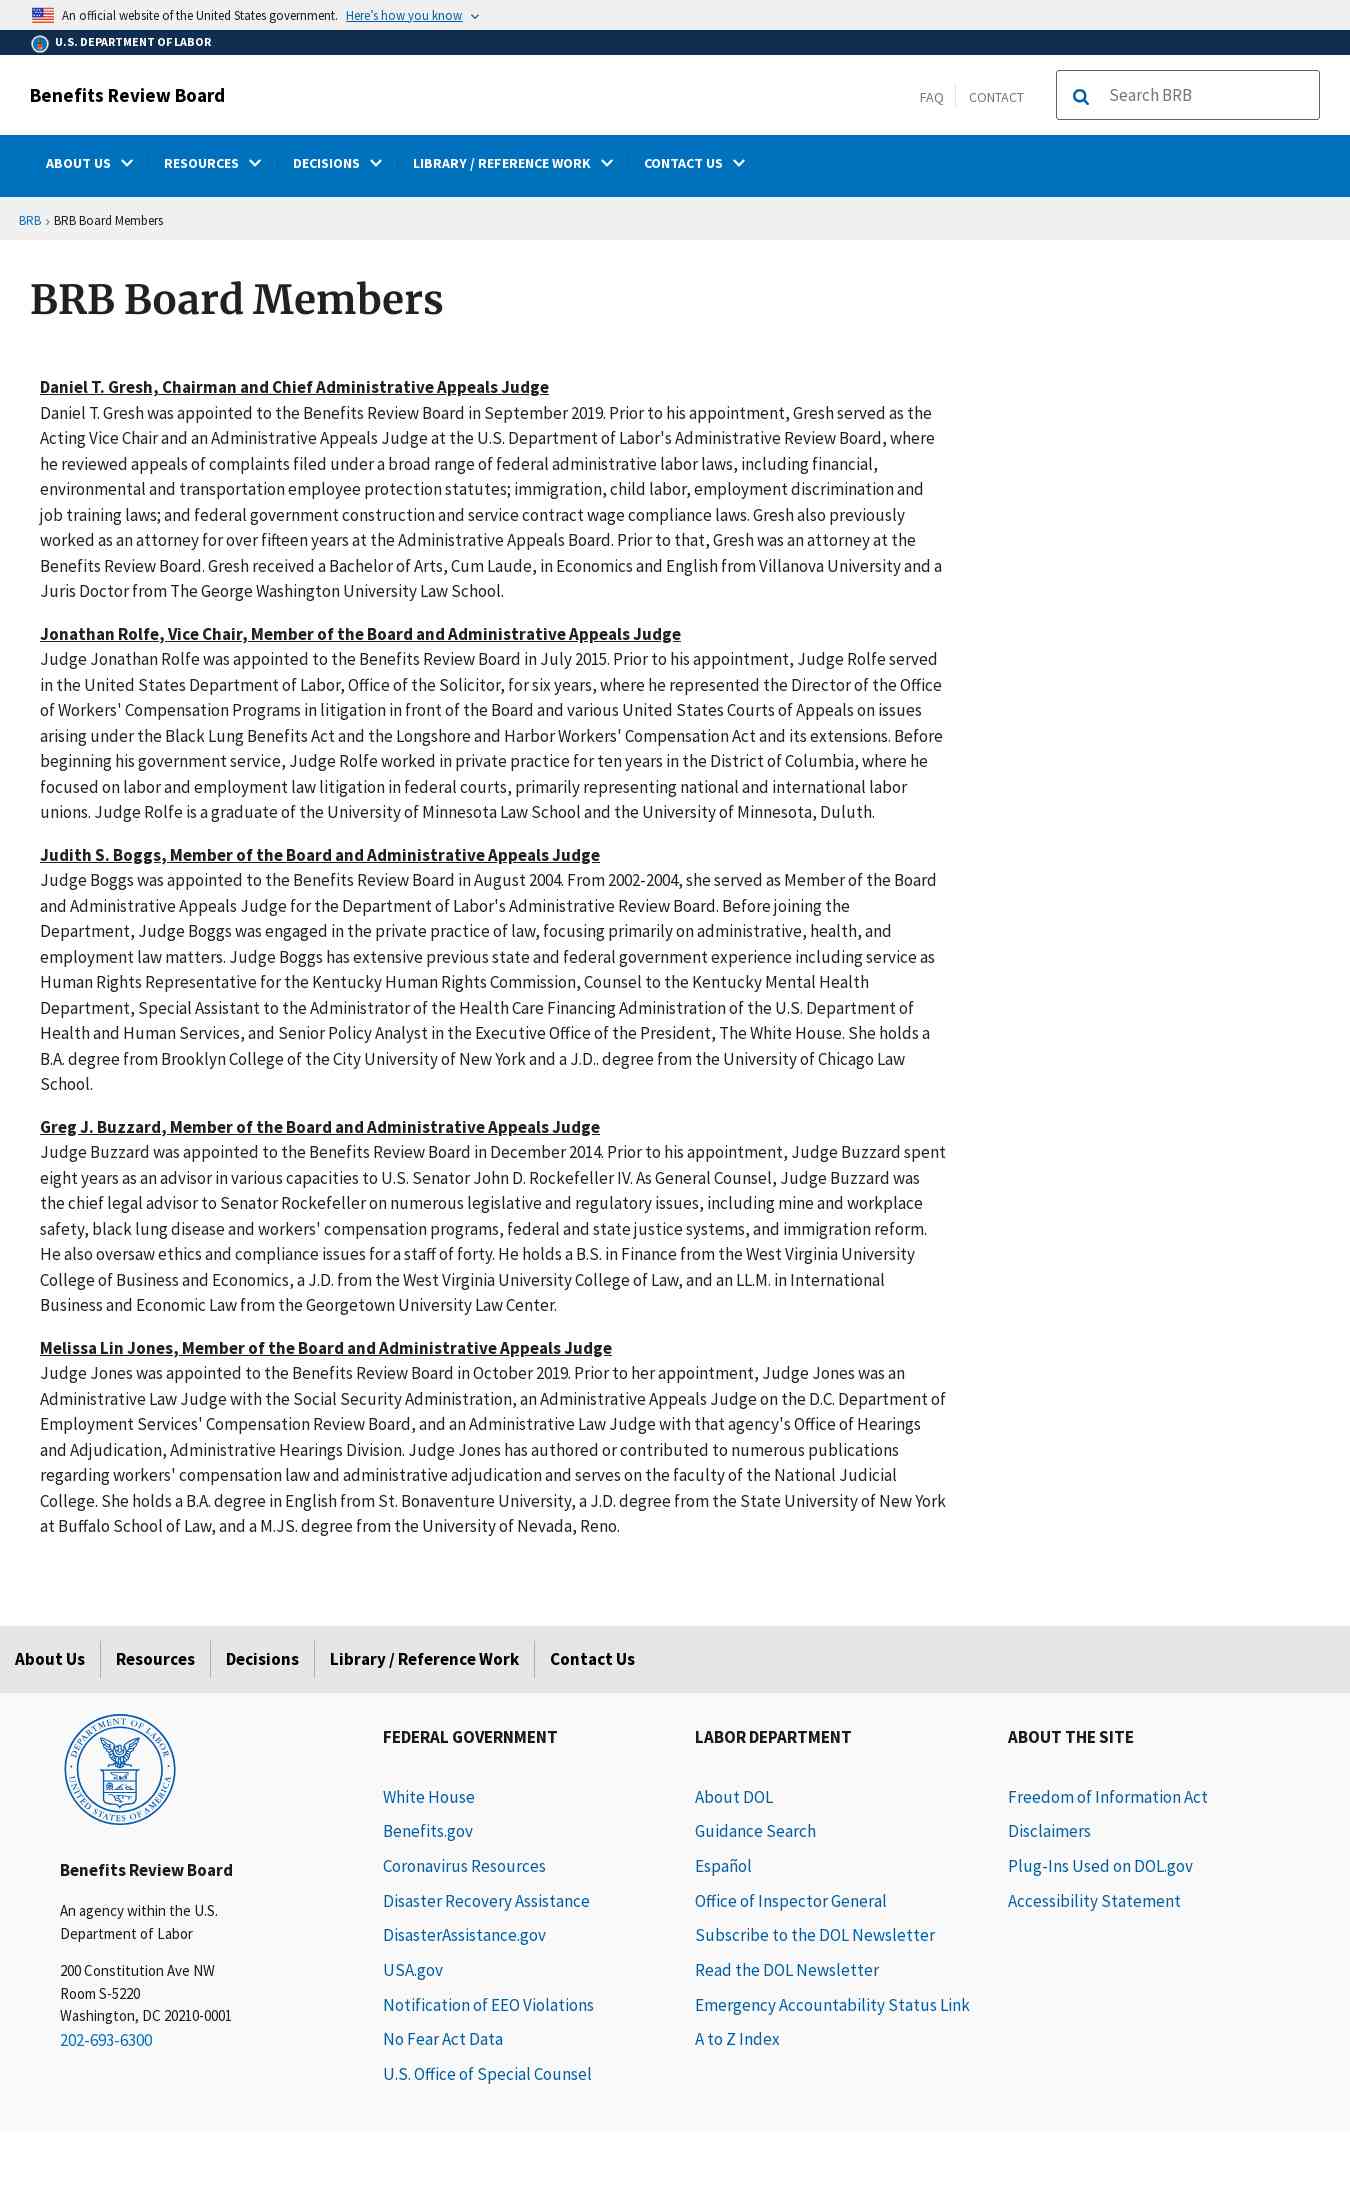 An official website of the United States government. Here's how you know
U.S. DEPARTMENT OF LABOR
Benefits Review Board
FAQ CONTACT Search BRB
ABOUT US RESOURCES DECISIONS LIBRARY / REFERENCE WORK CONTACT US
BRB › BRB Board Members
BRB Board Members
Daniel T. Gresh, Chairman and Chief Administrative Appeals Judge
Daniel T. Gresh was appointed to the Benefits Review Board in September 2019. Prior to his appointment, Gresh served as the
Acting Vice Chair and an Administrative Appeals Judge at the U.S. Department of Labor's Administrative Review Board, where
he reviewed appeals of complaints filed under a broad range of federal administrative labor laws, including financial,
environmental and transportation employee protection statutes; immigration, child labor, employment discrimination and
job training laws; and federal government construction and service contract wage compliance laws. Gresh also previously
worked as an attorney for over fifteen years at the Administrative Appeals Board. Prior to that, Gresh was an attorney at the
Benefits Review Board. Gresh received a Bachelor of Arts, Cum Laude, in Economics and English from Villanova University and a
Juris Doctor from The George Washington University Law School.
Jonathan Rolfe, Vice Chair, Member of the Board and Administrative Appeals Judge
Judge Jonathan Rolfe was appointed to the Benefits Review Board in July 2015. Prior to his appointment, Judge Rolfe served
in the United States Department of Labor, Office of the Solicitor, for six years, where he represented the Director of the Office
of Workers' Compensation Programs in litigation in front of the Board and various United States Courts of Appeals on issues
arising under the Black Lung Benefits Act and the Longshore and Harbor Workers' Compensation Act and its extensions. Before
beginning his government service, Judge Rolfe worked in private practice for ten years in the District of Columbia, where he
focused on labor and employment law litigation in federal courts, primarily representing national and international labor
unions. Judge Rolfe is a graduate of the University of Minnesota Law School and the University of Minnesota, Duluth.
Judith S. Boggs, Member of the Board and Administrative Appeals Judge
Judge Boggs was appointed to the Benefits Review Board in August 2004. From 2002-2004, she served as Member of the Board
and Administrative Appeals Judge for the Department of Labor's Administrative Review Board. Before joining the
Department, Judge Boggs was engaged in the private practice of law, focusing primarily on administrative, health, and
employment law matters. Judge Boggs has extensive previous state and federal government experience including service as
Human Rights Representative for the Kentucky Human Rights Commission, Counsel to the Kentucky Mental Health
Department, Special Assistant to the Administrator of the Health Care Financing Administration of the U.S. Department of
Health and Human Services, and Senior Policy Analyst in the Executive Office of the President, The White House. She holds a
B.A. degree from Brooklyn College of the City University of New York and a J.D.. degree from the University of Chicago Law
School.
Greg J. Buzzard, Member of the Board and Administrative Appeals Judge
Judge Buzzard was appointed to the Benefits Review Board in December 2014. Prior to his appointment, Judge Buzzard spent
eight years as an advisor in various capacities to U.S. Senator John D. Rockefeller IV. As General Counsel, Judge Buzzard was
the chief legal advisor to Senator Rockefeller on numerous legislative and regulatory issues, including mine and workplace
safety, black lung disease and workers' compensation programs, federal and state justice systems, and immigration reform.
He also oversaw ethics and compliance issues for a staff of forty. He holds a B.S. in Finance from the West Virginia University
College of Business and Economics, a J.D. from the West Virginia University College of Law, and an LL.M. in International
Business and Economic Law from the Georgetown University Law Center.
Melissa Lin Jones, Member of the Board and Administrative Appeals Judge
Judge Jones was appointed to the Benefits Review Board in October 2019. Prior to her appointment, Judge Jones was an
Administrative Law Judge with the Social Security Administration, an Administrative Appeals Judge on the D.C. Department of
Employment Services' Compensation Review Board, and an Administrative Law Judge with that agency's Office of Hearings
and Adjudication, Administrative Hearings Division. Judge Jones has authored or contributed to numerous publications
regarding workers' compensation law and administrative adjudication and serves on the faculty of the National Judicial
College. She holds a B.A. degree in English from St. Bonaventure University, a J.D. degree from the State University of New York
at Buffalo School of Law, and a M.JS. degree from the University of Nevada, Reno.
About Us Resources Decisions Library / Reference Work Contact Us
DEPARTMENT OF LABOR
UNITED STATES OF AMERICA
Benefits Review Board
An agency within the U.S.
Department of Labor
200 Constitution Ave NW
Room S-5220
Washington, DC 20210-0001
202-693-6300
FEDERAL GOVERNMENT
White House
Benefits.gov
Coronavirus Resources
Disaster Recovery Assistance
DisasterAssistance.gov
USA.gov
Notification of EEO Violations
No Fear Act Data
U.S. Office of Special Counsel
LABOR DEPARTMENT
About DOL
Guidance Search
Español
Office of Inspector General
Subscribe to the DOL Newsletter
Read the DOL Newsletter
Emergency Accountability Status Link
A to Z Index
ABOUT THE SITE
Freedom of Information Act
Disclaimers
Plug-Ins Used on DOL.gov
Accessibility Statement